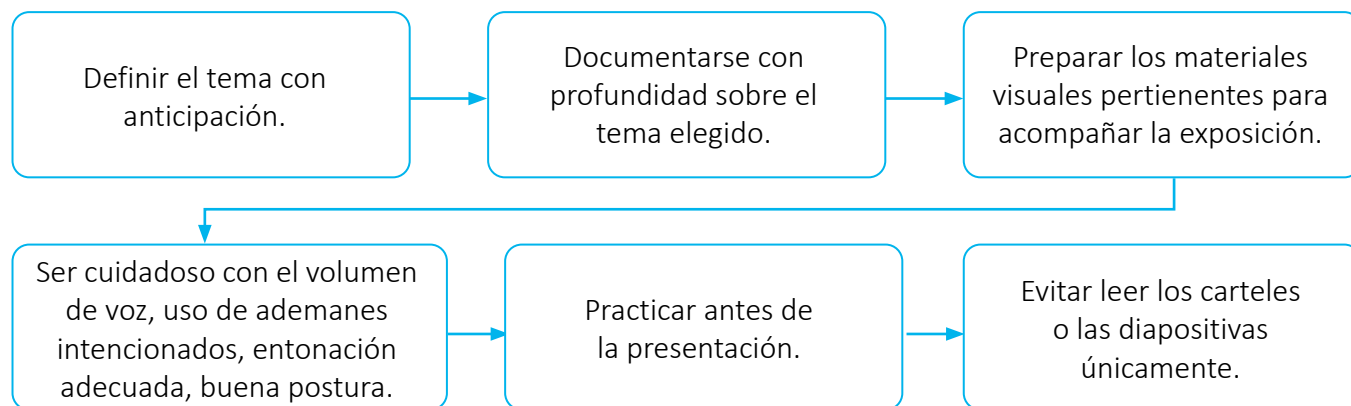 Definir el tema con
anticipación.
Documentarse con
profundidad sobre el
tema elegido.
Preparar los materiales
visuales pertienentes para
acompañar la exposición.
Ser cuidadoso con el volumen
de voz, uso de ademanes
intencionados, entonación
adecuada, buena postura.
Practicar antes de
la presentación.
Evitar leer los carteles
o las diapositivas
únicamente.